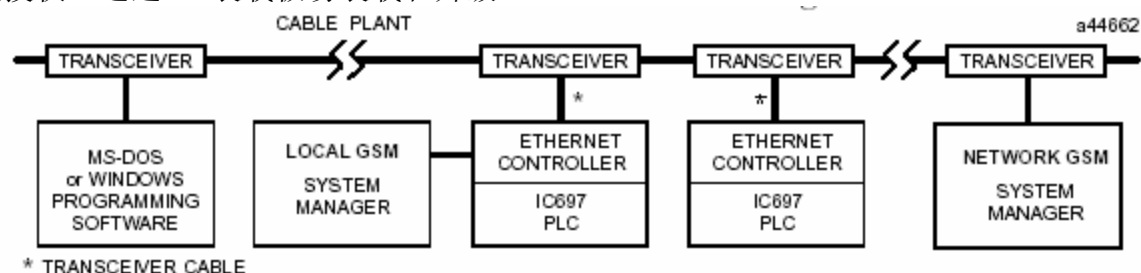 CABLE PLANT
a44662
TRANSCEIVER
TRANSCEIVER
TRANSCEIVER
TRANSCEIVER
*
*
MS-DOS
or WINDOWS
PROGRAMMING
SOFTWARE
LOCAL GSM
SYSTEM
MANAGER
ETHERNET
CONTROLLER
IC697
PLC
ETHERNET
CONTROLLER
IC697
PLC
NETWORK GSM
SYSTEM
MANAGER
* TRANSCEIVER CABLE